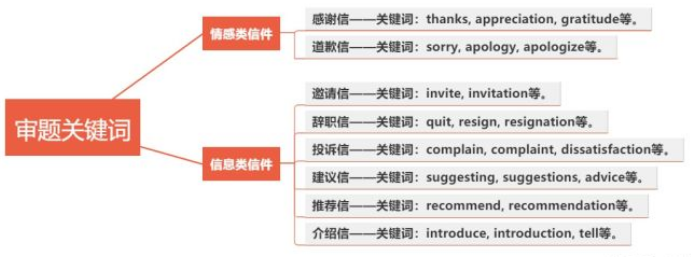 审题关键词
情感类信件
感谢信——关键词：thanks, appreciation, gratitude等。
道歉信——关键词：sorry, apology, apologize等。
信息类信件
邀请信——关键词：invite, invitation等。
辞职信——关键词：quit, resign, resignation等。
投诉信——关键词：complain, complaint, dissatisfaction等。
建议信——关键词：suggesting, suggestions, advice等。
推荐信——关键词：recommend, recommendation等。
介绍信——关键词：introduce, introduction, tell等。